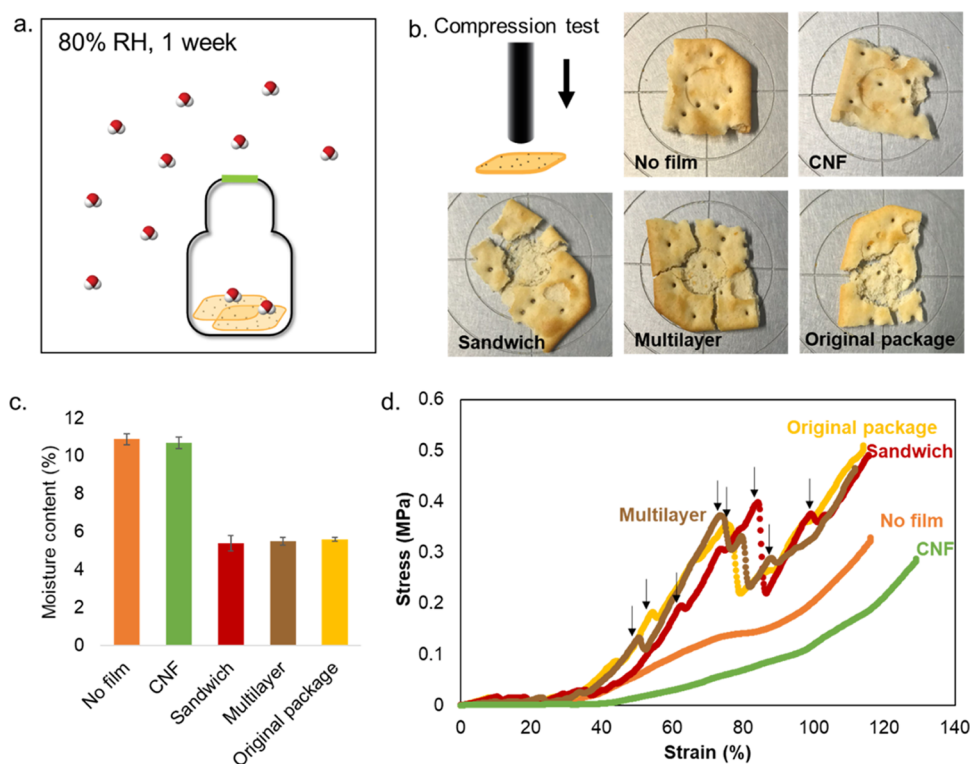 a.
80% RH, 1 week
b.
Compression test
No film
CNF
Sandwich
Multilayer
Original package
c.
Moisture content (%)
12
10
8
6
4
2
0
No film
CNF
Sandwich
Multilayer
Original package
d.
Stress (MPa)
0.6
0.5
0.4
0.3
0.2
0.1
0
0
20
40
60
80
100
120
140
Strain (%)
Original package
Sandwich
Multilayer
No film
CNF